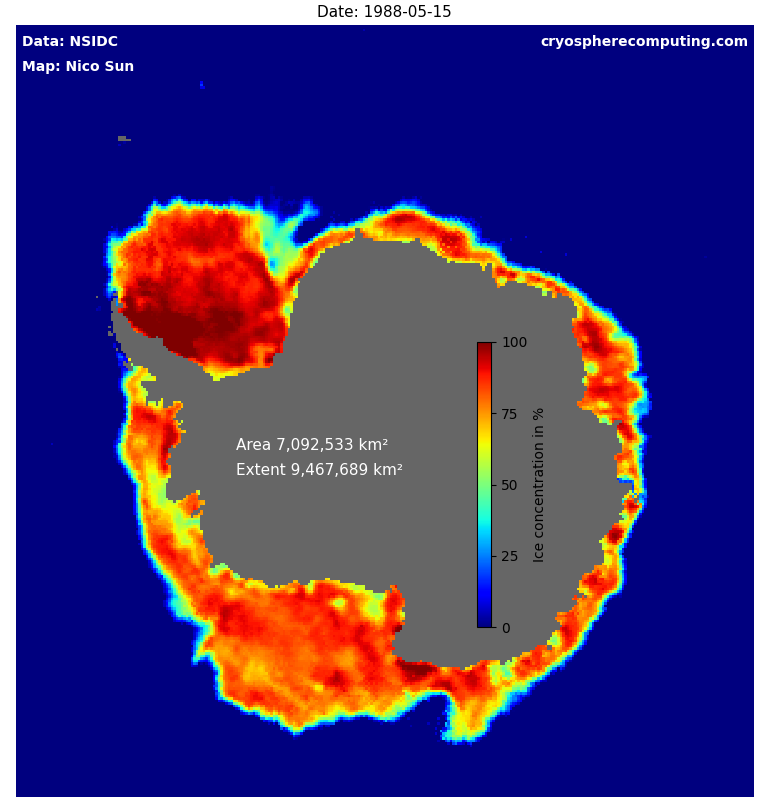 Date: 1988-05-15
Data: NSIDC
cryospherecomputing.com
Map: Nico Sun
100
75
50
25
0
Ice concentration in %
Area 7,092,533 km²
Extent 9,467,689 km²